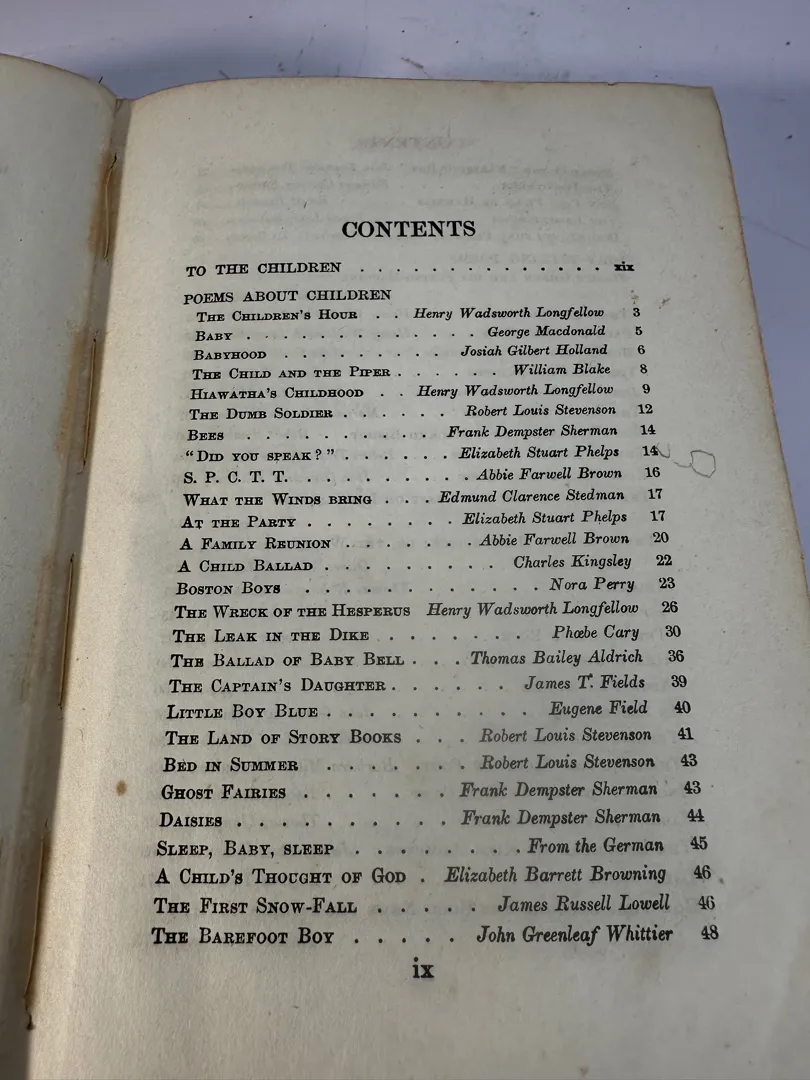 CONTENTS
TO THE CHILDREN . . . . . . . . . . . . . . xix
POEMS ABOUT CHILDREN
The Children's Hour . . Henry Wadsworth Longfellow 3
Baby . . . . . . . . . . . . . George Macdonald 5
Babyhood . . . . . . . . . Josiah Gilbert Holland 6
The Child and the Piper . . . . . . William Blake 8
Hiawatha's Childhood . . Henry Wadsworth Longfellow 9
The Dumb Soldier . . . . . . Robert Louis Stevenson 12
Bees . . . . . . . . . . Frank Dempster Sherman 14
"Did you speak?" . . . . . . Elizabeth Stuart Phelps 14
S. P. C. T. T. . . . . . . . . . Abbie Farwell Brown 16
What the Winds bring . . . Edmund Clarence Stedman 17
At the Party . . . . . . . . Elizabeth Stuart Phelps 17
A Family Reunion . . . . . . . Abbie Farwell Brown 20
A Child Ballad . . . . . . . . . Charles Kingsley 22
Boston Boys . . . . . . . . . . . . Nora Perry 23
The Wreck of the Hesperus Henry Wadsworth Longfellow 26
The Leak in the Dike . . . . . . . Phœbe Cary 30
The Ballad of Baby Bell . . . Thomas Bailey Aldrich 36
The Captain's Daughter . . . . . . James T. Fields 39
Little Boy Blue . . . . . . . . . . Eugene Field 40
The Land of Story Books . . . Robert Louis Stevenson 41
Bed in Summer . . . . . . . Robert Louis Stevenson 43
Ghost Fairies . . . . . . . Frank Dempster Sherman 43
Daisies . . . . . . . . . . Frank Dempster Sherman 44
Sleep, Baby, sleep . . . . . . . . From the German 45
A Child's Thought of God . Elizabeth Barrett Browning 46
The First Snow-Fall . . . . . James Russell Lowell 46
The Barefoot Boy . . . . . John Greenleaf Whittier 48
ix